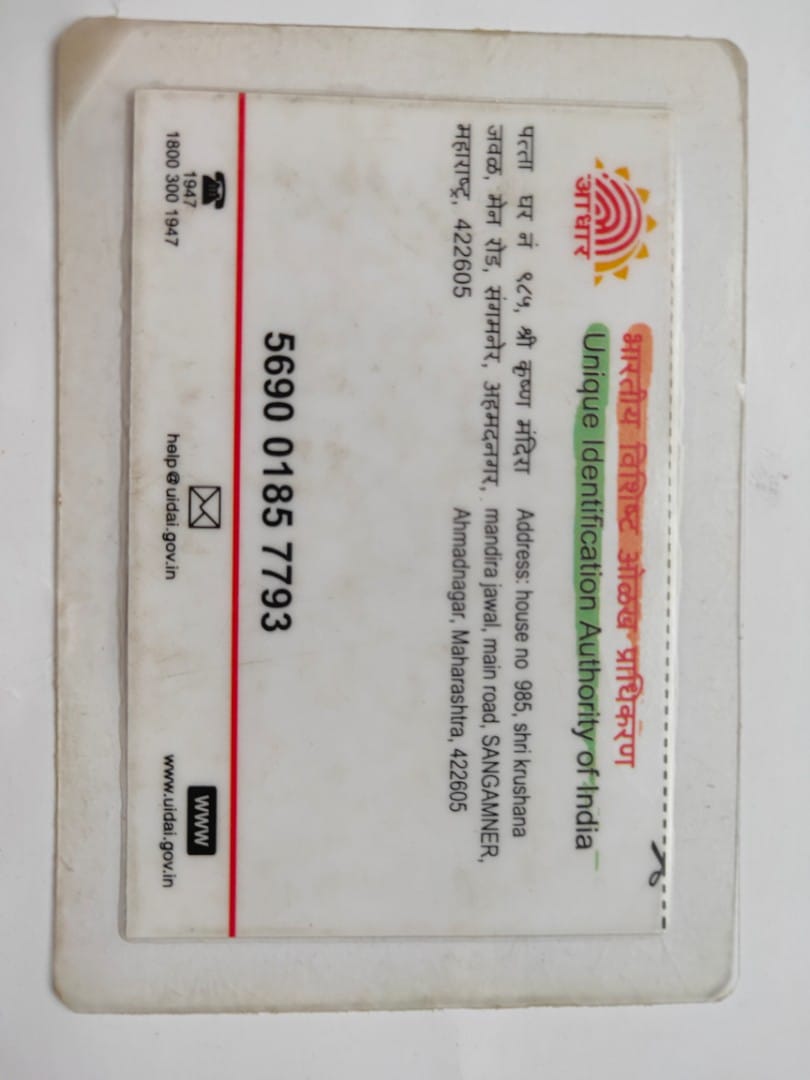 भारतीय विशिष्ट ओळख प्राधिकरण
Unique Identification Authority of India
आधार
पत्ता घर नं ९८५, श्री कृष्ण मंदिरा
जवळ, मेन रोड, संगमनेर, अहमदनगर,
महाराष्ट्र, 422605
Address: house no 985, shri krushana
mandira jawal, main road, SANGAMNER,
Ahmadnagar, Maharashtra, 422605
5690 0185 7793
1947
1800 300 1947
help@uidai.gov.in
www
www.uidai.gov.in